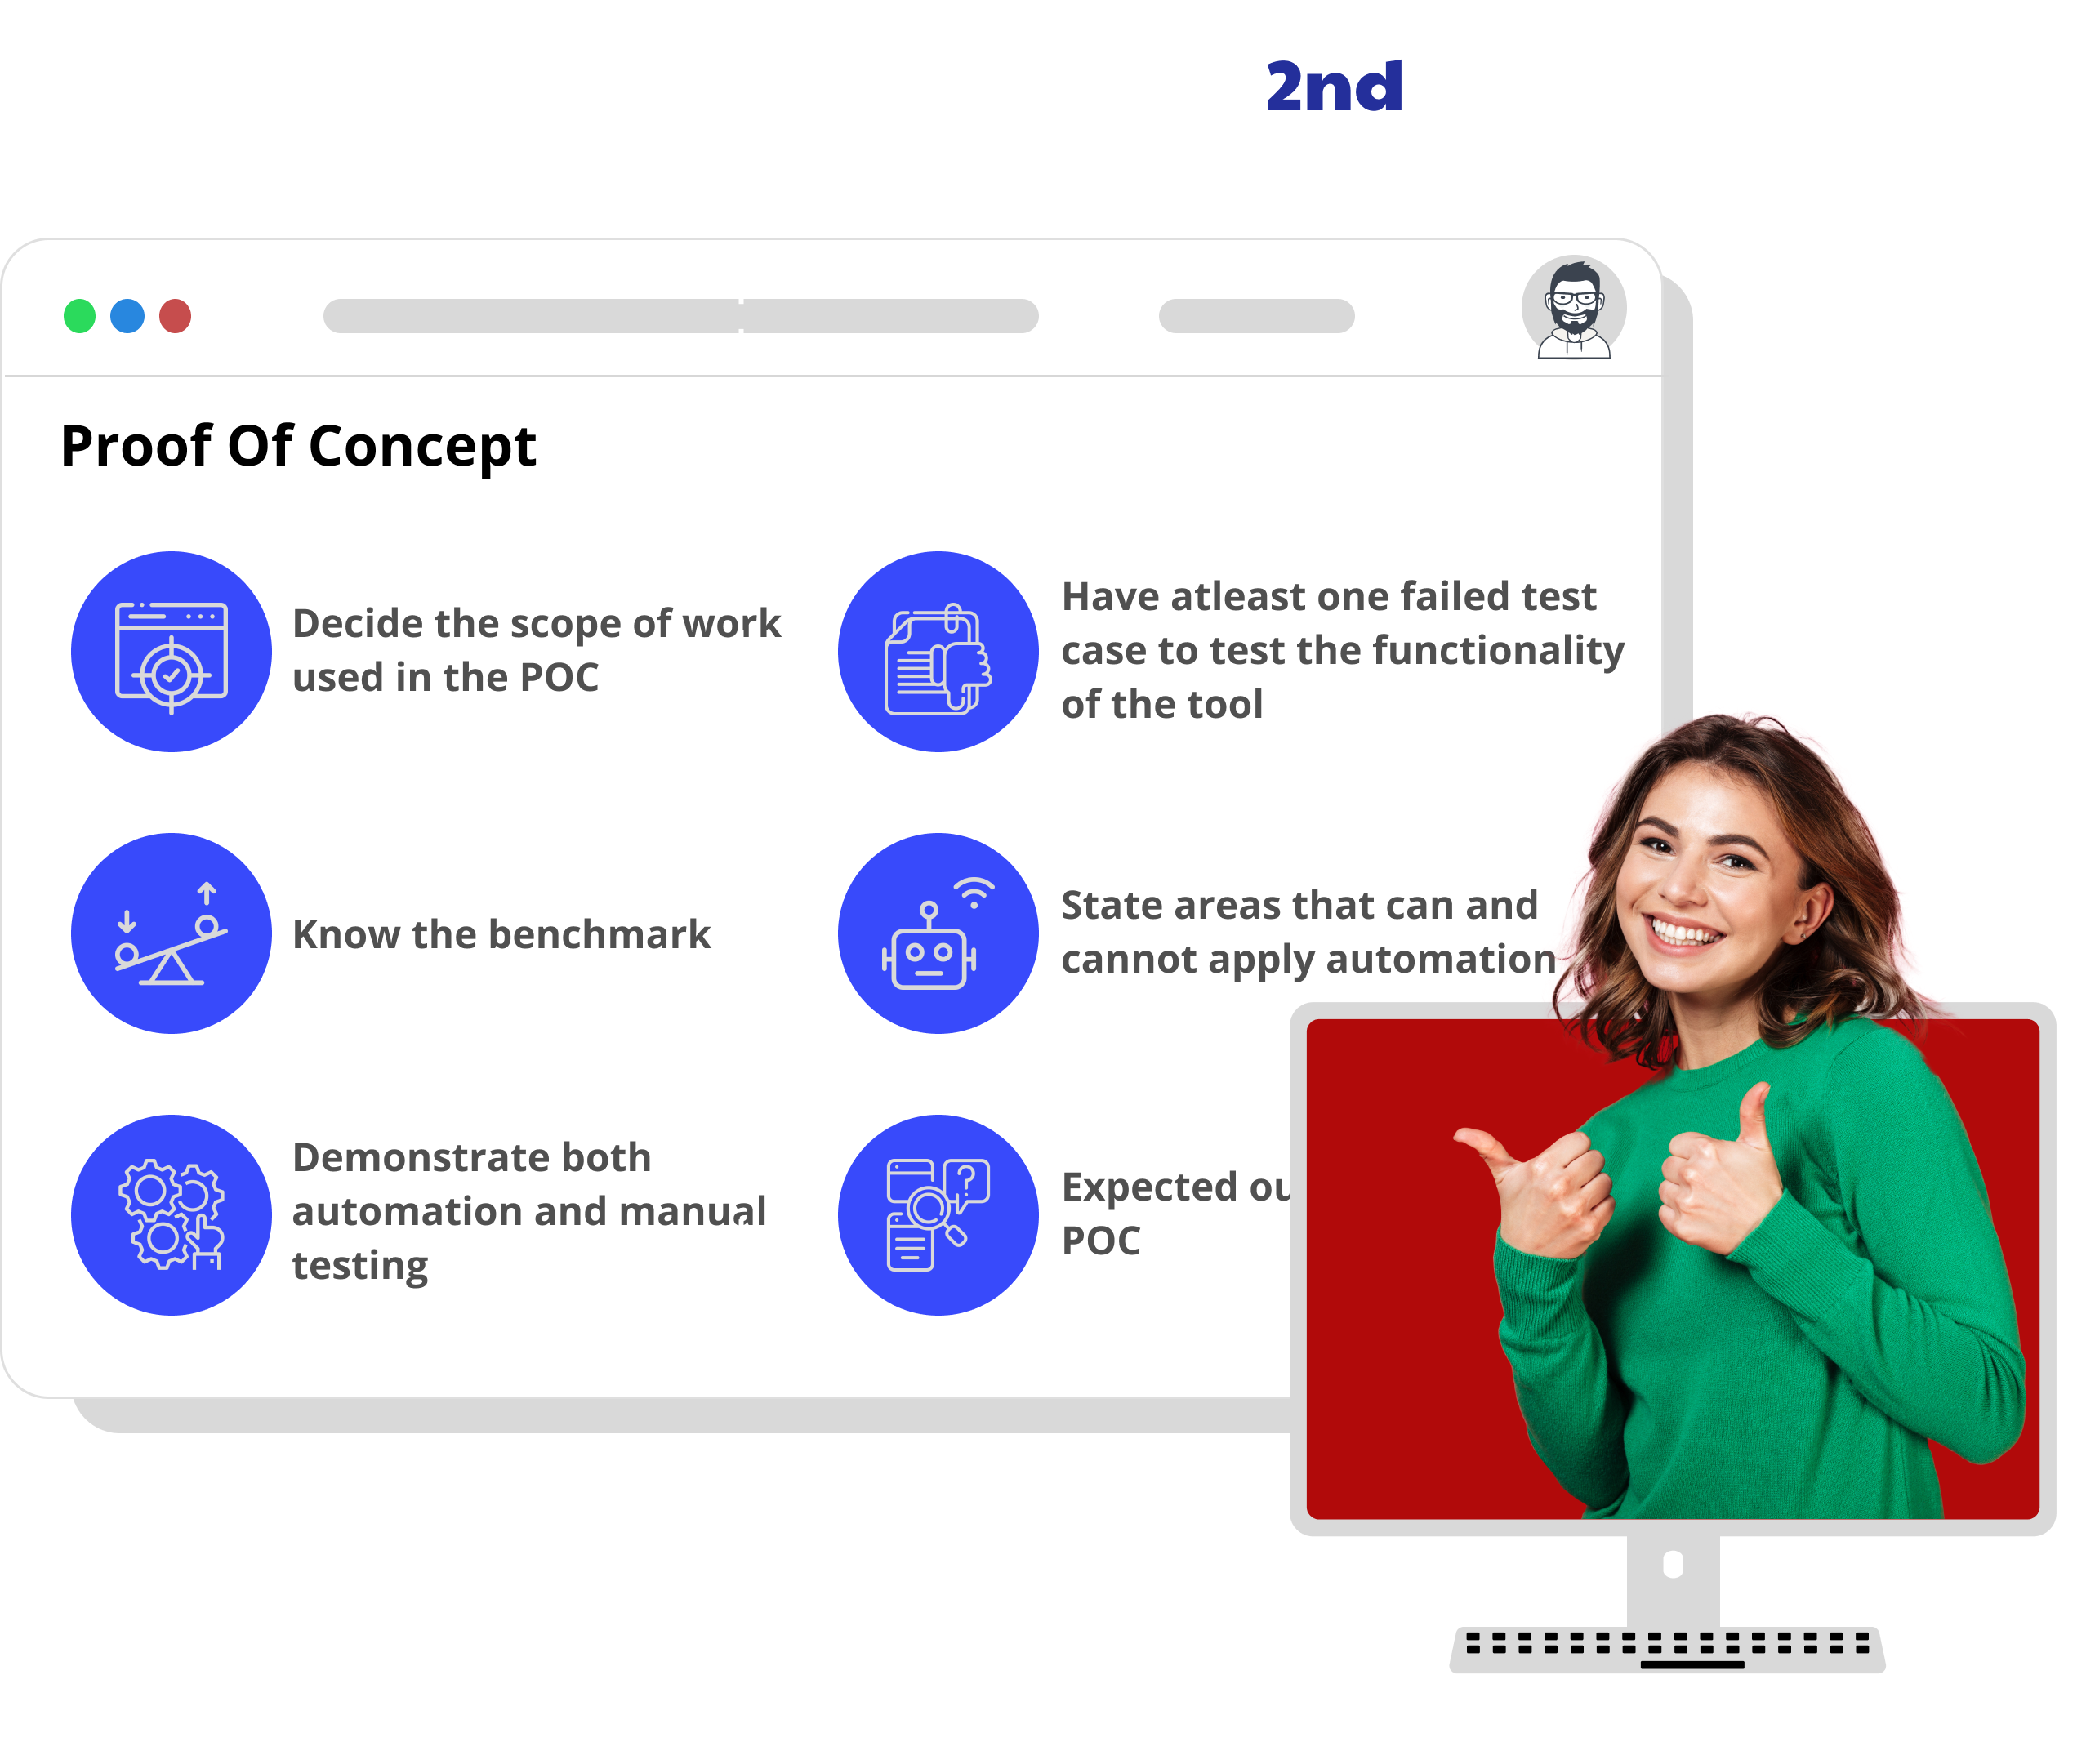 2nd
Proof Of Concept
Decide the scope of work
used in the POC
Have atleast one failed test
case to test the functionality
of the tool
Know the benchmark
State areas that can and
cannot apply automation
Demonstrate both
automation and manual
testing
Expected
POC